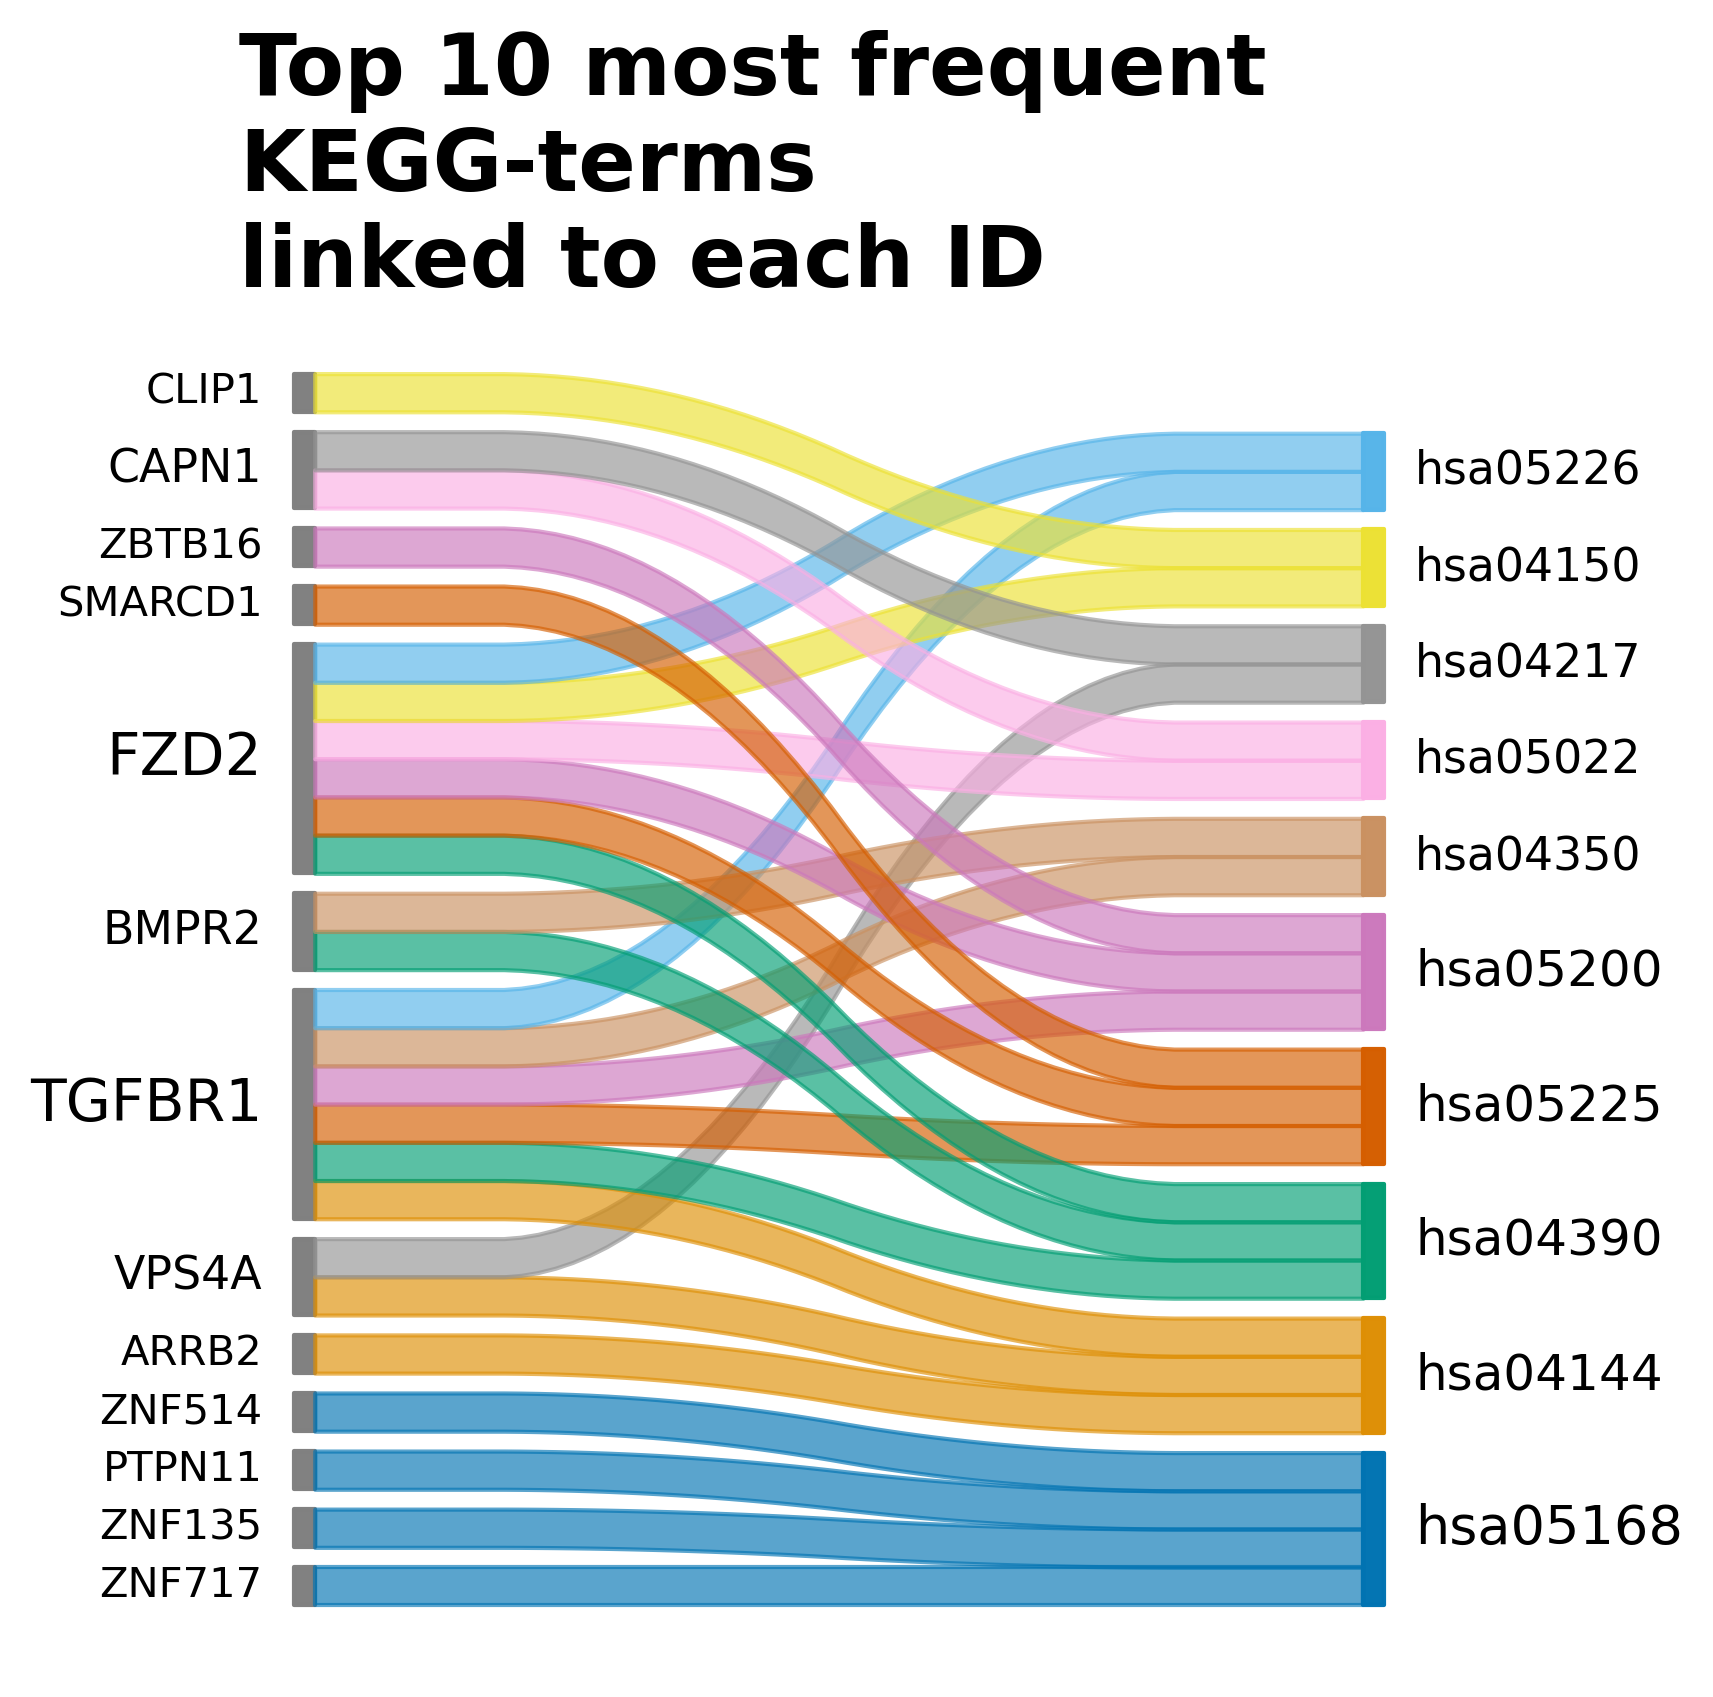 Top 10 most frequent
KEGG-terms
linked to each ID
CLIP1
CAPN1
ZBTB16
SMARCD1
FZD2
BMPR2
TGFBR1
VPS4A
ARRB2
ZNF514
PTPN11
ZNF135
ZNF717
hsa05226
hsa04150
hsa04217
hsa05022
hsa04350
hsa05200
hsa05225
hsa04390
hsa04144
hsa05168